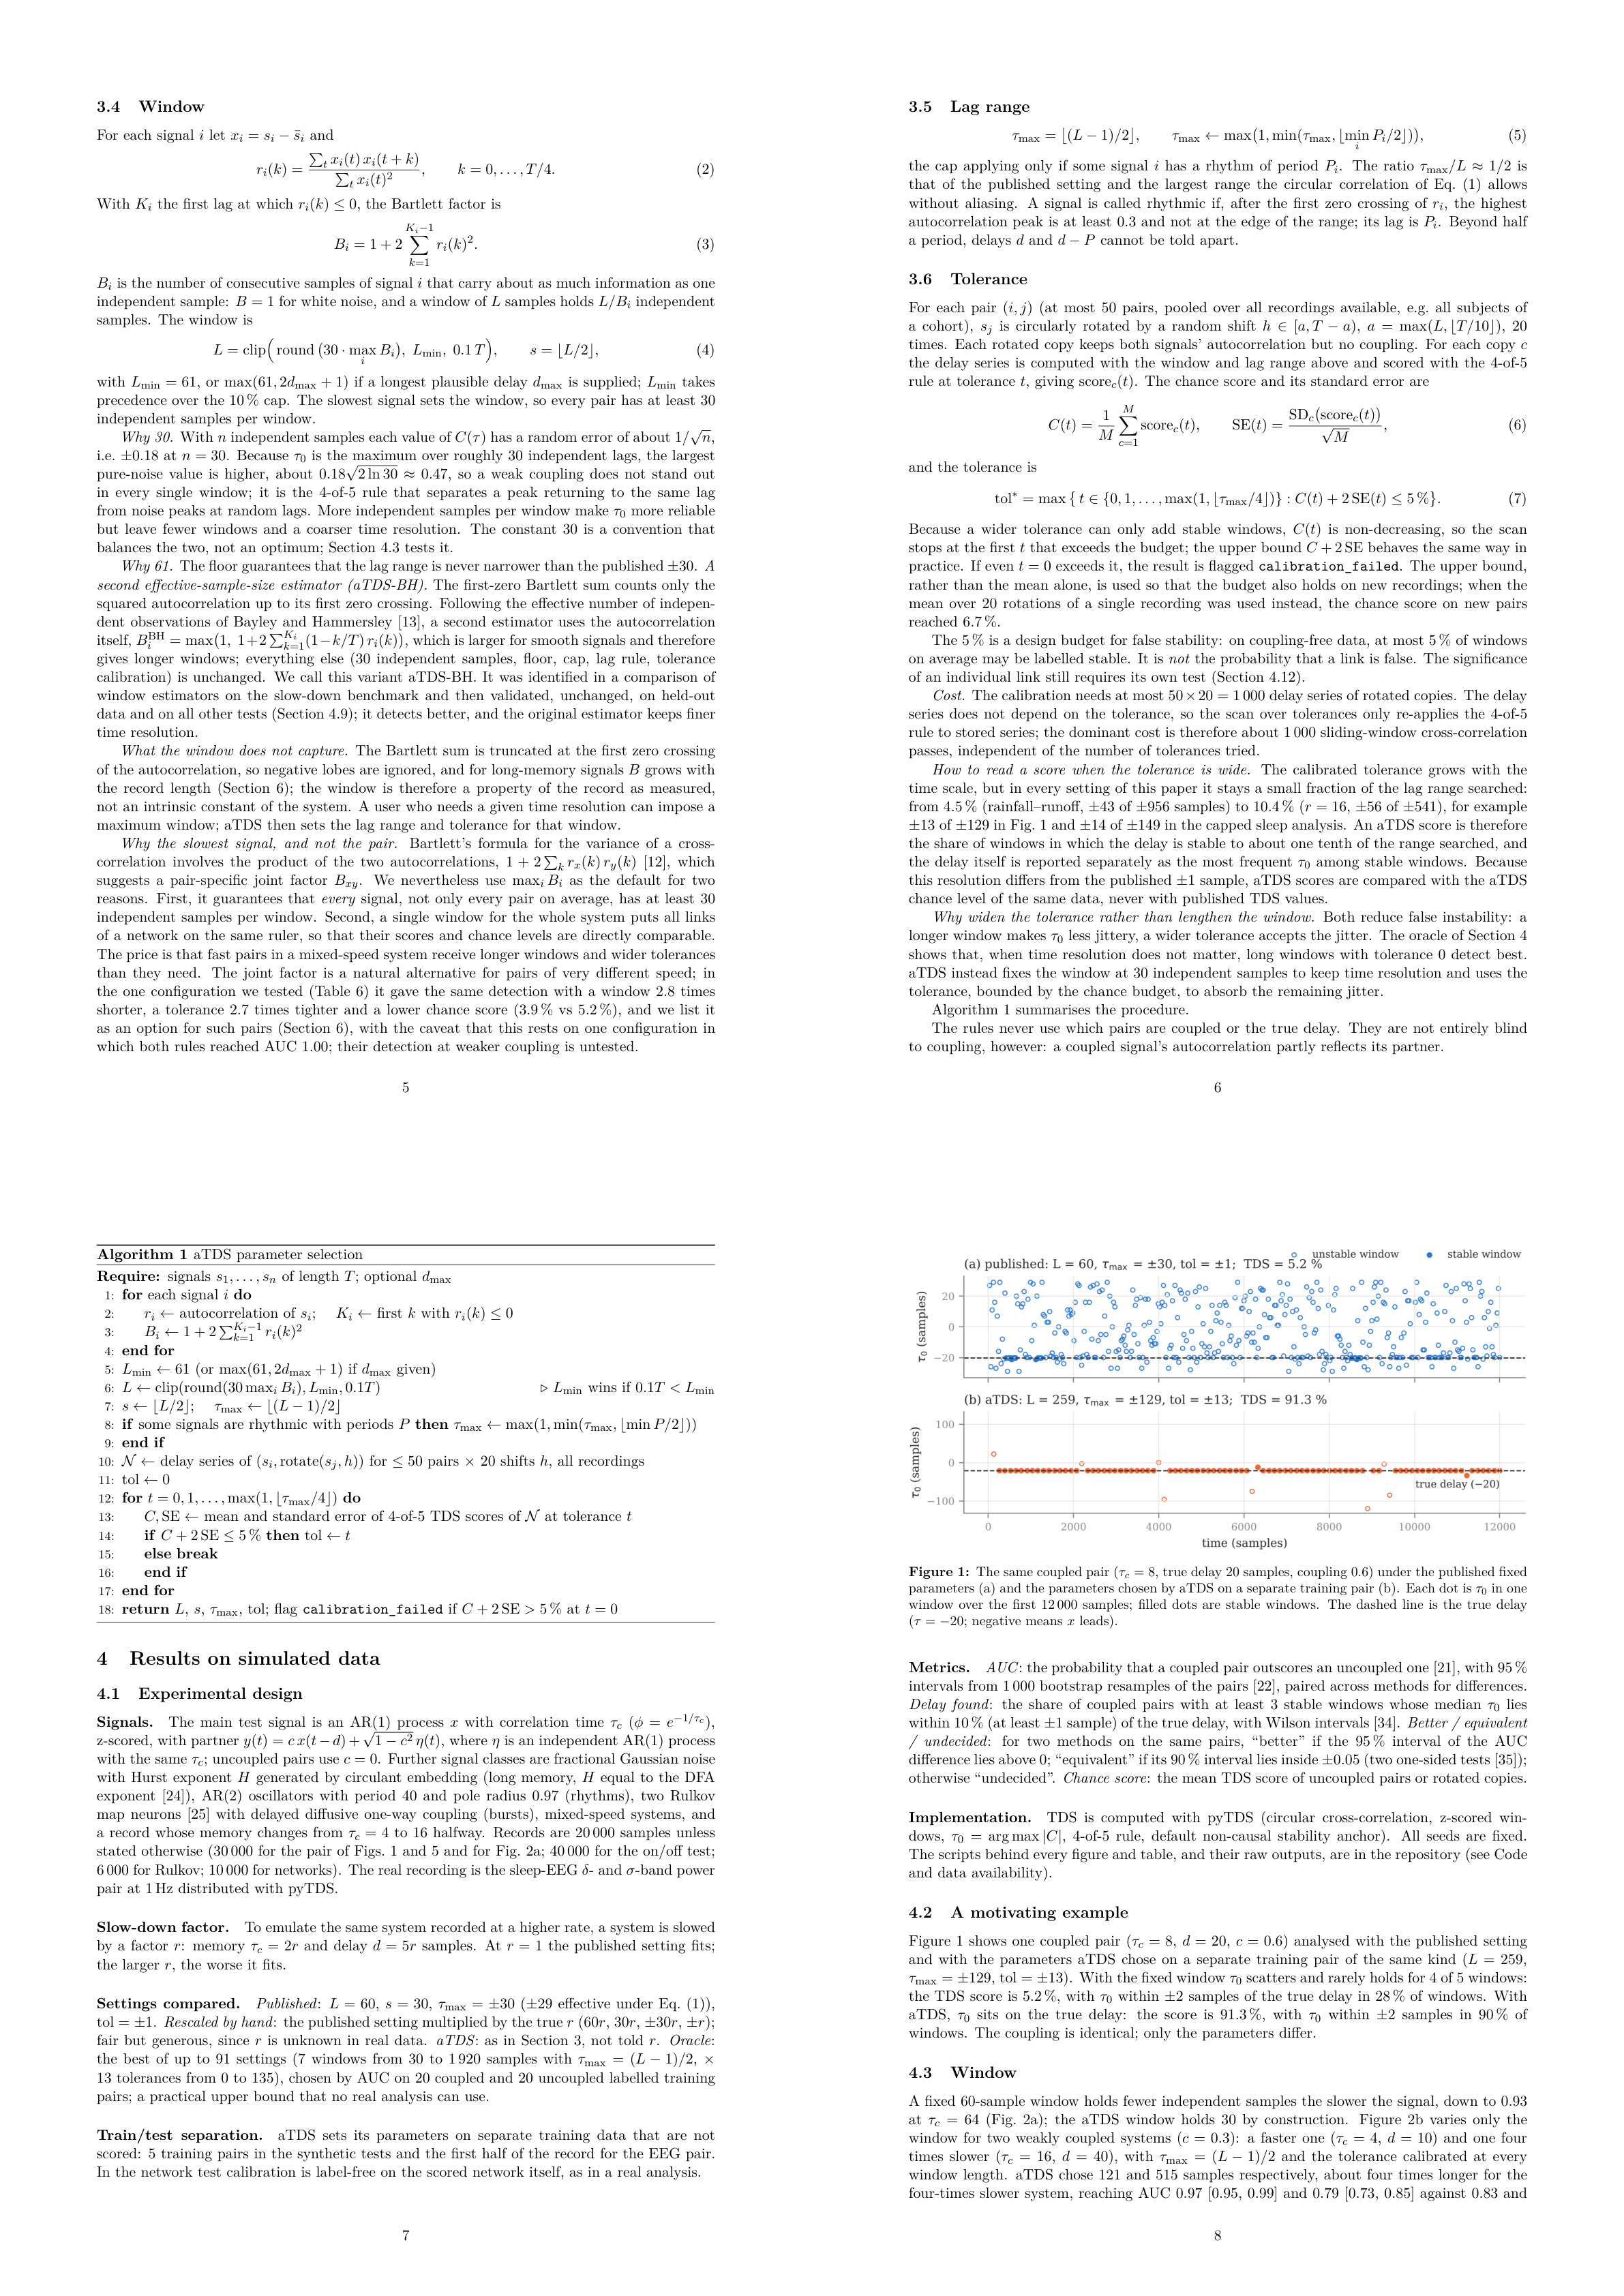 3.4 Window
For each signal i let x_i = s_i − s̄_i and
r_i(k) = ∑_t x_i(t) x_i(t + k) / ∑_t x_i(t)², k = 0, . . . , T/4. (2)
With K_i the first lag at which r_i(k) ≤ 0, the Bartlett factor is
B_i = 1 + 2 ∑_{k=1}^{K_i−1} r_i(k)². (3)
B_i is the number of consecutive samples of signal i that carry about as much information as one
independent sample: B = 1 for white noise, and a window of L samples holds L/B_i independent
samples. The window is
L = clip(round (30 · max_i B_i), L_min, 0.1 T), s = ⌊L/2⌋, (4)
with L_min = 61, or max(61, 2d_max + 1) if a longest plausible delay d_max is supplied; L_min takes
precedence over the 10 % cap. The slowest signal sets the window, so every pair has at least 30
independent samples per window.
Why 30. With n independent samples each value of C(τ) has a random error of about 1/√n,
i.e. ±0.18 at n = 30. Because τ_0 is the maximum over roughly 30 independent lags, the largest
pure-noise value is higher, about 0.18√(2 ln 30) ≈ 0.47, so a weak coupling does not stand out
in every single window; it is the 4-of-5 rule that separates a peak returning to the same lag
from noise peaks at random lags. More independent samples per window make τ_0 more reliable
but leave fewer windows and a coarser time resolution. The constant 30 is a convention that
balances the two, not an optimum; Section 4.3 tests it.
Why 61. The floor guarantees that the lag range is never narrower than the published ±30. A
second effective-sample-size estimator (aTDS-BH). The first-zero Bartlett sum counts only the
squared autocorrelation up to its first zero crossing. Following the effective number of indepen-
dent observations of Bayley and Hammersley [13], a second estimator uses the autocorrelation
itself, B_i^BH = max(1, 1+2 ∑_{k=1}^{K_i} (1−k/T) r_i(k)), which is larger for smooth signals and therefore
gives longer windows; everything else (30 independent samples, floor, cap, lag rule, tolerance
calibration) is unchanged. We call this variant aTDS-BH. It was identified in a comparison of
window estimators on the slow-down benchmark and then validated, unchanged, on held-out
data and on all other tests (Section 4.9); it detects better, and the original estimator keeps finer
time resolution.
What the window does not capture. The Bartlett sum is truncated at the first zero crossing
of the autocorrelation, so negative lobes are ignored, and for long-memory signals B grows with
the record length (Section 6); the window is therefore a property of the record as measured,
not an intrinsic constant of the system. A user who needs a given time resolution can impose a
maximum window; aTDS then sets the lag range and tolerance for that window.
Why the slowest signal, and not the pair. Bartlett's formula for the variance of a cross-
correlation involves the product of the two autocorrelations, 1 + 2 ∑_k r_x(k) r_y(k) [12], which
suggests a pair-specific joint factor B_xy. We nevertheless use max_i B_i as the default for two
reasons. First, it guarantees that every signal, not only every pair on average, has at least 30
independent samples per window. Second, a single window for the whole system puts all links
of a network on the same ruler, so that their scores and chance levels are directly comparable.
The price is that fast pairs in a mixed-speed system receive longer windows and wider tolerances
than they need. The joint factor is a natural alternative for pairs of very different speed; in
the one configuration we tested (Table 6) it gave the same detection with a window 2.8 times
shorter, a tolerance 2.7 times tighter and a lower chance score (3.9 % vs 5.2 %), and we list it
as an option for such pairs (Section 6), with the caveat that this rests on one configuration in
which both rules reached AUC 1.00; their detection at weaker coupling is untested.
5
3.5 Lag range
τ_max = ⌊(L − 1)/2⌋, τ_max ← max(1, min(τ_max, ⌊min_i P_i/2⌋)), (5)
the cap applying only if some signal i has a rhythm of period P_i. The ratio τ_max/L ≈ 1/2 is
that of the published setting and the largest range the circular correlation of Eq. (1) allows
without aliasing. A signal is called rhythmic if, after the first zero crossing of r_i, the highest
autocorrelation peak is at least 0.3 and not at the edge of the range; its lag is P_i. Beyond half
a period, delays d and d − P cannot be told apart.
3.6 Tolerance
For each pair (i, j) (at most 50 pairs, pooled over all recordings available, e.g. all subjects of
a cohort), s_j is circularly rotated by a random shift h ∈ [a, T − a), a = max(L, ⌊T/10⌋), 20
times. Each rotated copy keeps both signals' autocorrelation but no coupling. For each copy c
the delay series is computed with the window and lag range above and scored with the 4-of-5
rule at tolerance t, giving score_c(t). The chance score and its standard error are
C(t) = 1/M ∑_{c=1}^{M} score_c(t), SE(t) = SD_c(score_c(t)) / √M, (6)
and the tolerance is
tol* = max { t ∈ {0, 1, . . . , max(1, ⌊τ_max/4⌋)} : C(t) + 2 SE(t) ≤ 5 %}. (7)
Because a wider tolerance can only add stable windows, C(t) is non-decreasing, so the scan
stops at the first t that exceeds the budget; the upper bound C + 2 SE behaves the same way in
practice. If even t = 0 exceeds it, the result is flagged calibration_failed. The upper bound,
rather than the mean alone, is used so that the budget also holds on new recordings; when the
mean over 20 rotations of a single recording was used instead, the chance score on new pairs
reached 6.7 %.
The 5 % is a design budget for false stability: on coupling-free data, at most 5 % of windows
on average may be labelled stable. It is not the probability that a link is false. The significance
of an individual link still requires its own test (Section 4.12).
Cost. The calibration needs at most 50 × 20 = 1 000 delay series of rotated copies. The delay
series does not depend on the tolerance, so the scan over tolerances only re-applies the 4-of-5
rule to stored series; the dominant cost is therefore about 1 000 sliding-window cross-correlation
passes, independent of the number of tolerances tried.
How to read a score when the tolerance is wide. The calibrated tolerance grows with the
time scale, but in every setting of this paper it stays a small fraction of the lag range searched:
from 4.5 % (rainfall–runoff, ±43 of ±956 samples) to 10.4 % (r = 16, ±56 of ±541), for example
±13 of ±129 in Fig. 1 and ±14 of ±149 in the capped sleep analysis. An aTDS score is therefore
the share of windows in which the delay is stable to about one tenth of the range searched, and
the delay itself is reported separately as the most frequent τ_0 among stable windows. Because
this resolution differs from the published ±1 sample, aTDS scores are compared with the aTDS
chance level of the same data, never with published TDS values.
Why widen the tolerance rather than lengthen the window. Both reduce false instability: a
longer window makes τ_0 less jittery, a wider tolerance accepts the jitter. The oracle of Section 4
shows that, when time resolution does not matter, long windows with tolerance 0 detect best.
aTDS instead fixes the window at 30 independent samples to keep time resolution and uses the
tolerance, bounded by the chance budget, to absorb the remaining jitter.
Algorithm 1 summarises the procedure.
The rules never use which pairs are coupled or the true delay. They are not entirely blind
to coupling, however: a coupled signal's autocorrelation partly reflects its partner.
6
Algorithm 1 aTDS parameter selection
Require: signals s_1, . . . , s_n of length T; optional d_max
1: for each signal i do
2: r_i ← autocorrelation of s_i; K_i ← first k with r_i(k) ≤ 0
3: B_i ← 1 + 2 ∑_{k=1}^{K_i−1} r_i(k)²
4: end for
5: L_min ← 61 (or max(61, 2d_max + 1) if d_max given)
6: L ← clip(round(30 max_i B_i), L_min, 0.1T) ▷ L_min wins if 0.1T < L_min
7: s ← ⌊L/2⌋; τ_max ← ⌊(L − 1)/2⌋
8: if some signals are rhythmic with periods P then τ_max ← max(1, min(τ_max, ⌊min P/2⌋))
9: end if
10: 𝒩 ← delay series of (s_i, rotate(s_j, h)) for ≤ 50 pairs × 20 shifts h, all recordings
11: tol ← 0
12: for t = 0, 1, . . . , max(1, ⌊τ_max/4⌋) do
13: C, SE ← mean and standard error of 4-of-5 TDS scores of 𝒩 at tolerance t
14: if C + 2 SE ≤ 5 % then tol ← t
15: else break
16: end if
17: end for
18: return L, s, τ_max, tol; flag calibration_failed if C + 2 SE > 5 % at t = 0
4 Results on simulated data
4.1 Experimental design
Signals. The main test signal is an AR(1) process x with correlation time τ_c (ϕ = e^{−1/τ_c}),
z-scored, with partner y(t) = c x(t − d) + √(1 − c²) η(t), where η is an independent AR(1) process
with the same τ_c; uncoupled pairs use c = 0. Further signal classes are fractional Gaussian noise
with Hurst exponent H generated by circulant embedding (long memory, H equal to the DFA
exponent [24]), AR(2) oscillators with period 40 and pole radius 0.97 (rhythms), two Rulkov
map neurons [25] with delayed diffusive one-way coupling (bursts), mixed-speed systems, and
a record whose memory changes from τ_c = 4 to 16 halfway. Records are 20 000 samples unless
stated otherwise (30 000 for the pair of Figs. 1 and 5 and for Fig. 2a; 40 000 for the on/off test;
6 000 for Rulkov; 10 000 for networks). The real recording is the sleep-EEG δ- and σ-band power
pair at 1 Hz distributed with pyTDS.
Slow-down factor. To emulate the same system recorded at a higher rate, a system is slowed
by a factor r: memory τ_c = 2r and delay d = 5r samples. At r = 1 the published setting fits;
the larger r, the worse it fits.
Settings compared. Published: L = 60, s = 30, τ_max = ±30 (±29 effective under Eq. (1)),
tol = ±1. Rescaled by hand: the published setting multiplied by the true r (60r, 30r, ±30r, ±r);
fair but generous, since r is unknown in real data. aTDS: as in Section 3, not told r. Oracle:
the best of up to 91 settings (7 windows from 30 to 1 920 samples with τ_max = (L − 1)/2, ×
13 tolerances from 0 to 135), chosen by AUC on 20 coupled and 20 uncoupled labelled training
pairs; a practical upper bound that no real analysis can use.
Train/test separation. aTDS sets its parameters on separate training data that are not
scored: 5 training pairs in the synthetic tests and the first half of the record for the EEG pair.
In the network test calibration is label-free on the scored network itself, as in a real analysis.
7
unstable window stable window
(a) published: L = 60, τ_max = ±30, tol = ±1; TDS = 5.2 %
20
0
−20
τ_0 (samples)
(b) aTDS: L = 259, τ_max = ±129, tol = ±13; TDS = 91.3 %
100
0
−100
τ_0 (samples)
true delay (−20)
0 2000 4000 6000 8000 10000 12000
time (samples)
Figure 1: The same coupled pair (τ_c = 8, true delay 20 samples, coupling 0.6) under the published fixed
parameters (a) and the parameters chosen by aTDS on a separate training pair (b). Each dot is τ_0 in one
window over the first 12 000 samples; filled dots are stable windows. The dashed line is the true delay
(τ = −20; negative means x leads).
Metrics. AUC: the probability that a coupled pair outscores an uncoupled one [21], with 95 %
intervals from 1 000 bootstrap resamples of the pairs [22], paired across methods for differences.
Delay found: the share of coupled pairs with at least 3 stable windows whose median τ_0 lies
within 10 % (at least ±1 sample) of the true delay, with Wilson intervals [34]. Better / equivalent
/ undecided: for two methods on the same pairs, “better” if the 95 % interval of the AUC
difference lies above 0; “equivalent” if its 90 % interval lies inside ±0.05 (two one-sided tests [35]);
otherwise “undecided”. Chance score: the mean TDS score of uncoupled pairs or rotated copies.
Implementation. TDS is computed with pyTDS (circular cross-correlation, z-scored win-
dows, τ_0 = arg max |C|, 4-of-5 rule, default non-causal stability anchor). All seeds are fixed.
The scripts behind every figure and table, and their raw outputs, are in the repository (see Code
and data availability).
4.2 A motivating example
Figure 1 shows one coupled pair (τ_c = 8, d = 20, c = 0.6) analysed with the published setting
and with the parameters aTDS chose on a separate training pair of the same kind (L = 259,
τ_max = ±129, tol = ±13). With the fixed window τ_0 scatters and rarely holds for 4 of 5 windows:
the TDS score is 5.2 %, with τ_0 within ±2 samples of the true delay in 28 % of windows. With
aTDS, τ_0 sits on the true delay: the score is 91.3 %, with τ_0 within ±2 samples in 90 % of
windows. The coupling is identical; only the parameters differ.
4.3 Window
A fixed 60-sample window holds fewer independent samples the slower the signal, down to 0.93
at τ_c = 64 (Fig. 2a); the aTDS window holds 30 by construction. Figure 2b varies only the
window for two weakly coupled systems (c = 0.3): a faster one (τ_c = 4, d = 10) and one four
times slower (τ_c = 16, d = 40), with τ_max = (L − 1)/2 and the tolerance calibrated at every
window length. aTDS chose 121 and 515 samples respectively, about four times longer for the
four-times slower system, reaching AUC 0.97 [0.95, 0.99] and 0.79 [0.73, 0.85] against 0.83 and
8